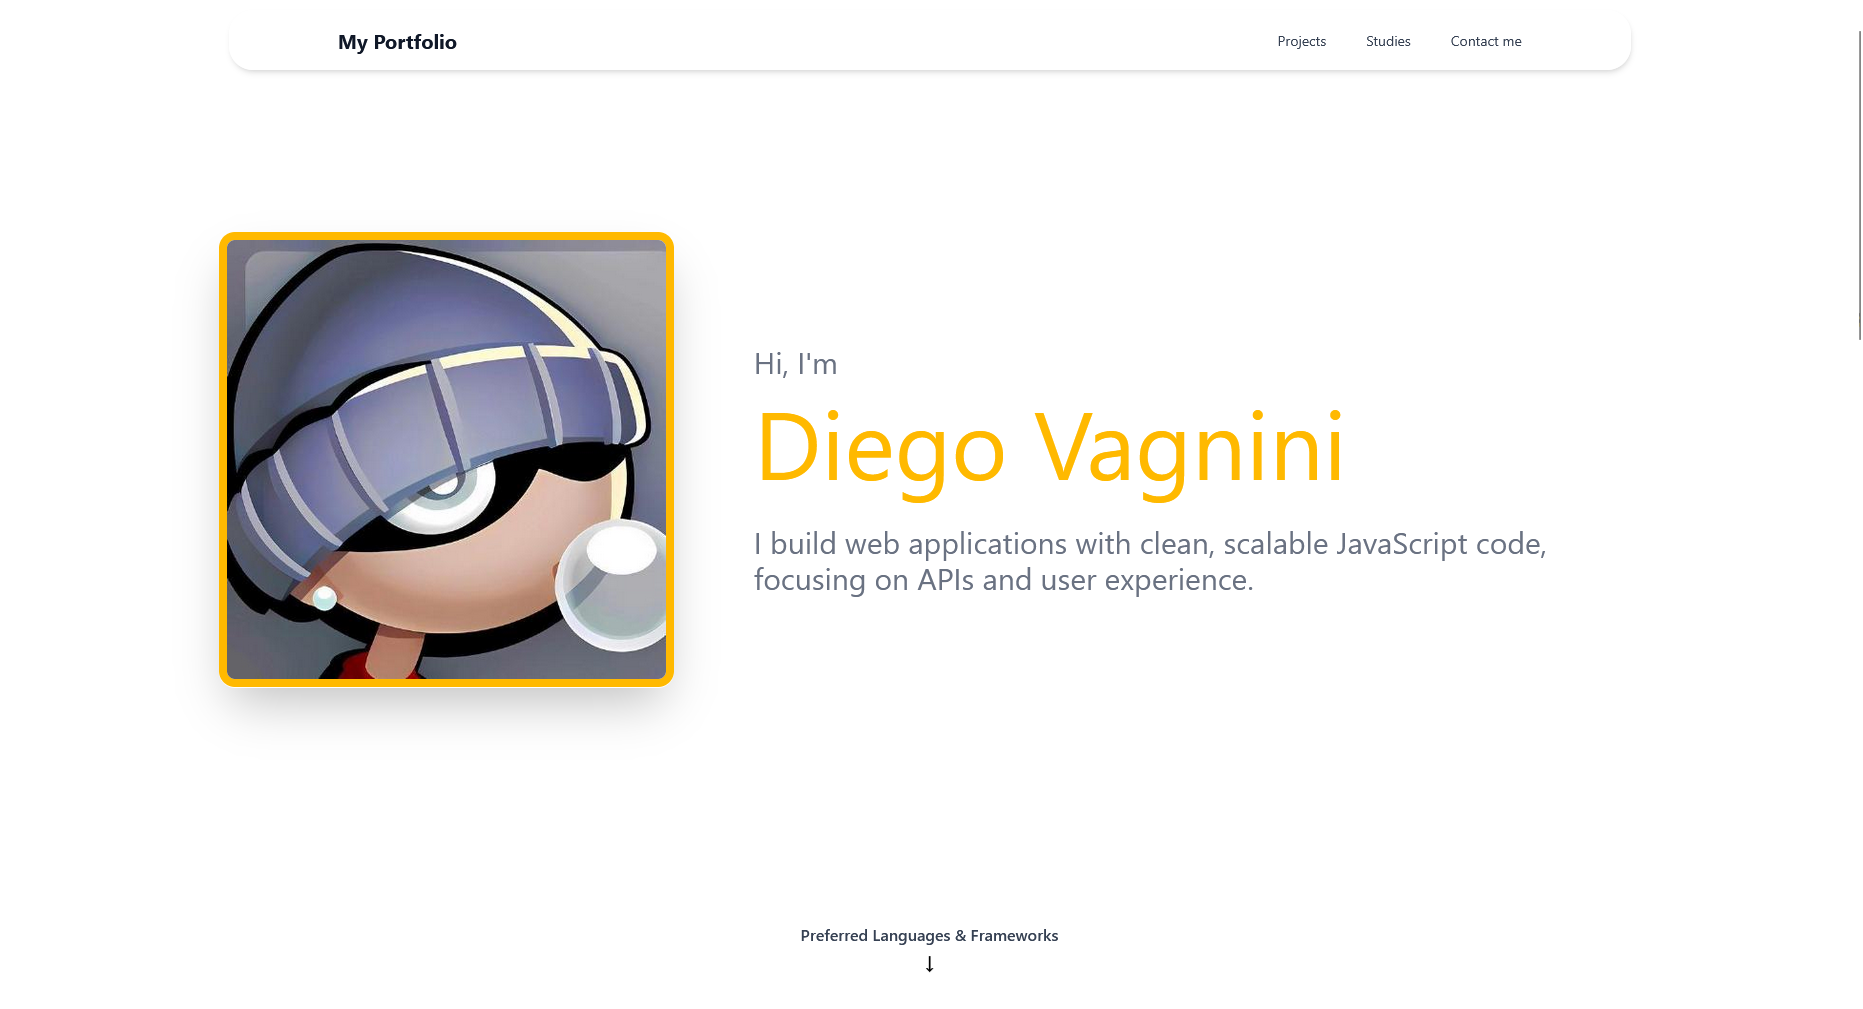 My Portfolio
Projects
Studies
Contact me
Hi, I'm
Diego Vagnini
I build web applications with clean, scalable JavaScript code,
focusing on APIs and user experience.
Preferred Languages & Frameworks
↓